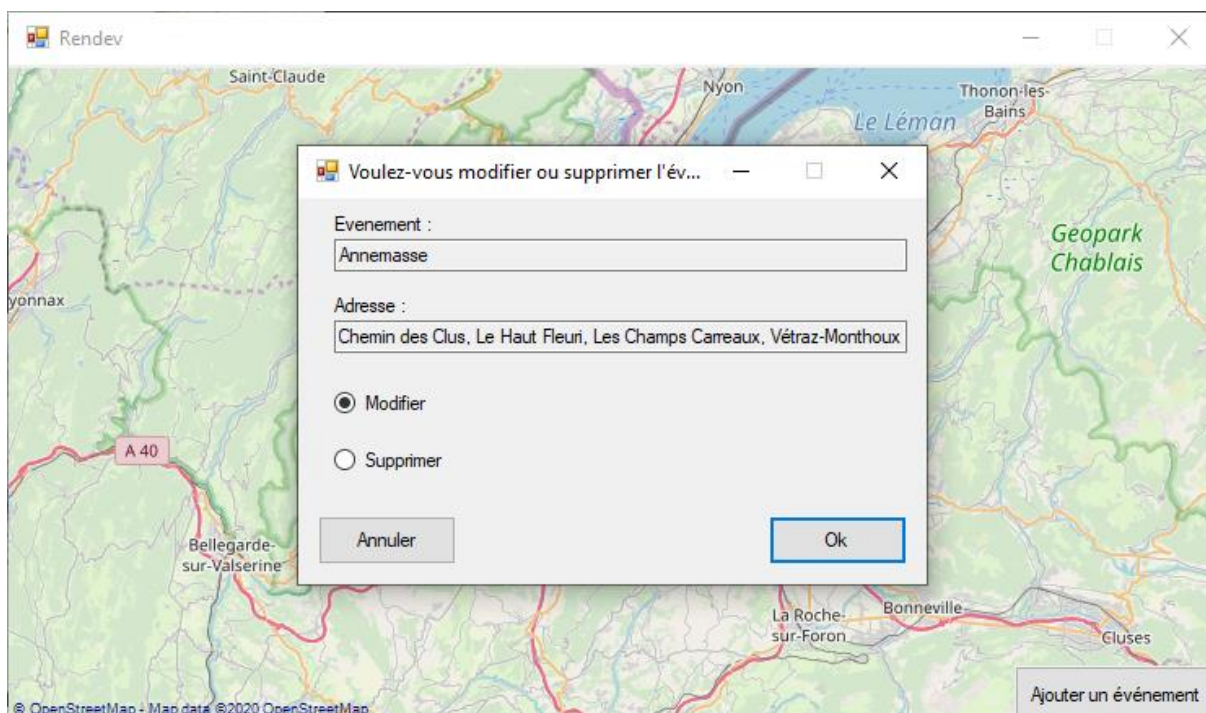 Rendev
Saint-Claude
Nyon
Thonon-les-
Bains
Le Léman
Voulez-vous modifier ou supprimer l'év...
Evenement :
Annemasse
Geopark
Chablais
yonnax
Adresse :
Chemin des Clus, Le Haut Fleuri, Les Champs Carreaux, Vétraz-Monthoux
Modifier
A 40
Supprimer
Annuler
Ok
Bellegarde-
sur-Valserine
La Roche-
sur-Foron
Bonneville
Cluses
Ajouter un événement
© OpenStreetMap - Map data ©2020 OpenStreetMap